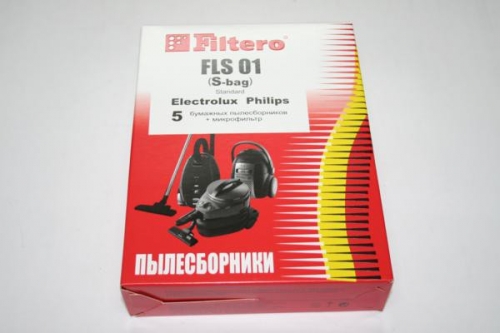 Filtero
FLS 01
(S-bag)
Standard
Electrolux Philips
5 бумажных пылесборников
+ микрофильтр
ПЫЛЕСБОРНИКИ